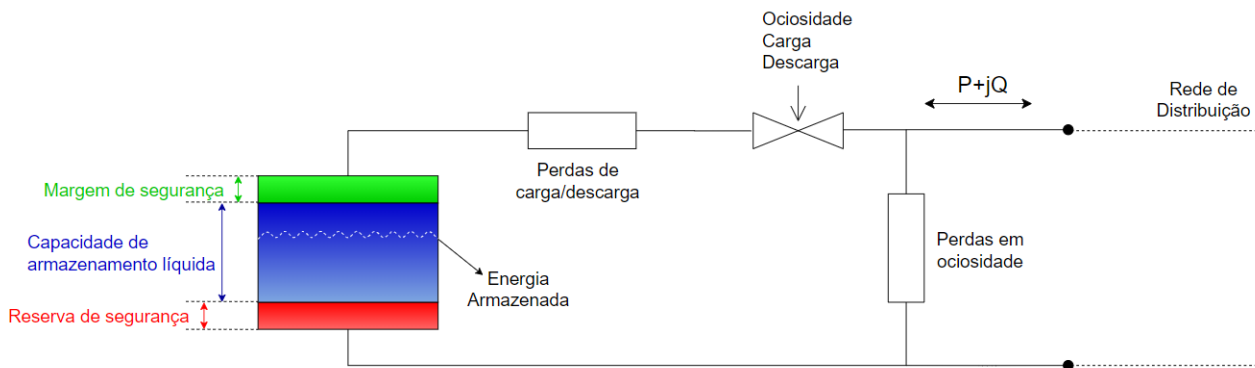 Ociosidade
Carga
Descarga
P+jQ
Rede de
Distribuição
Perdas de
carga/descarga
Margem de segurança
Capacidade de
armazenamento líquida
Energia
Armazenada
Perdas em
ociosidade
Reserva de segurança